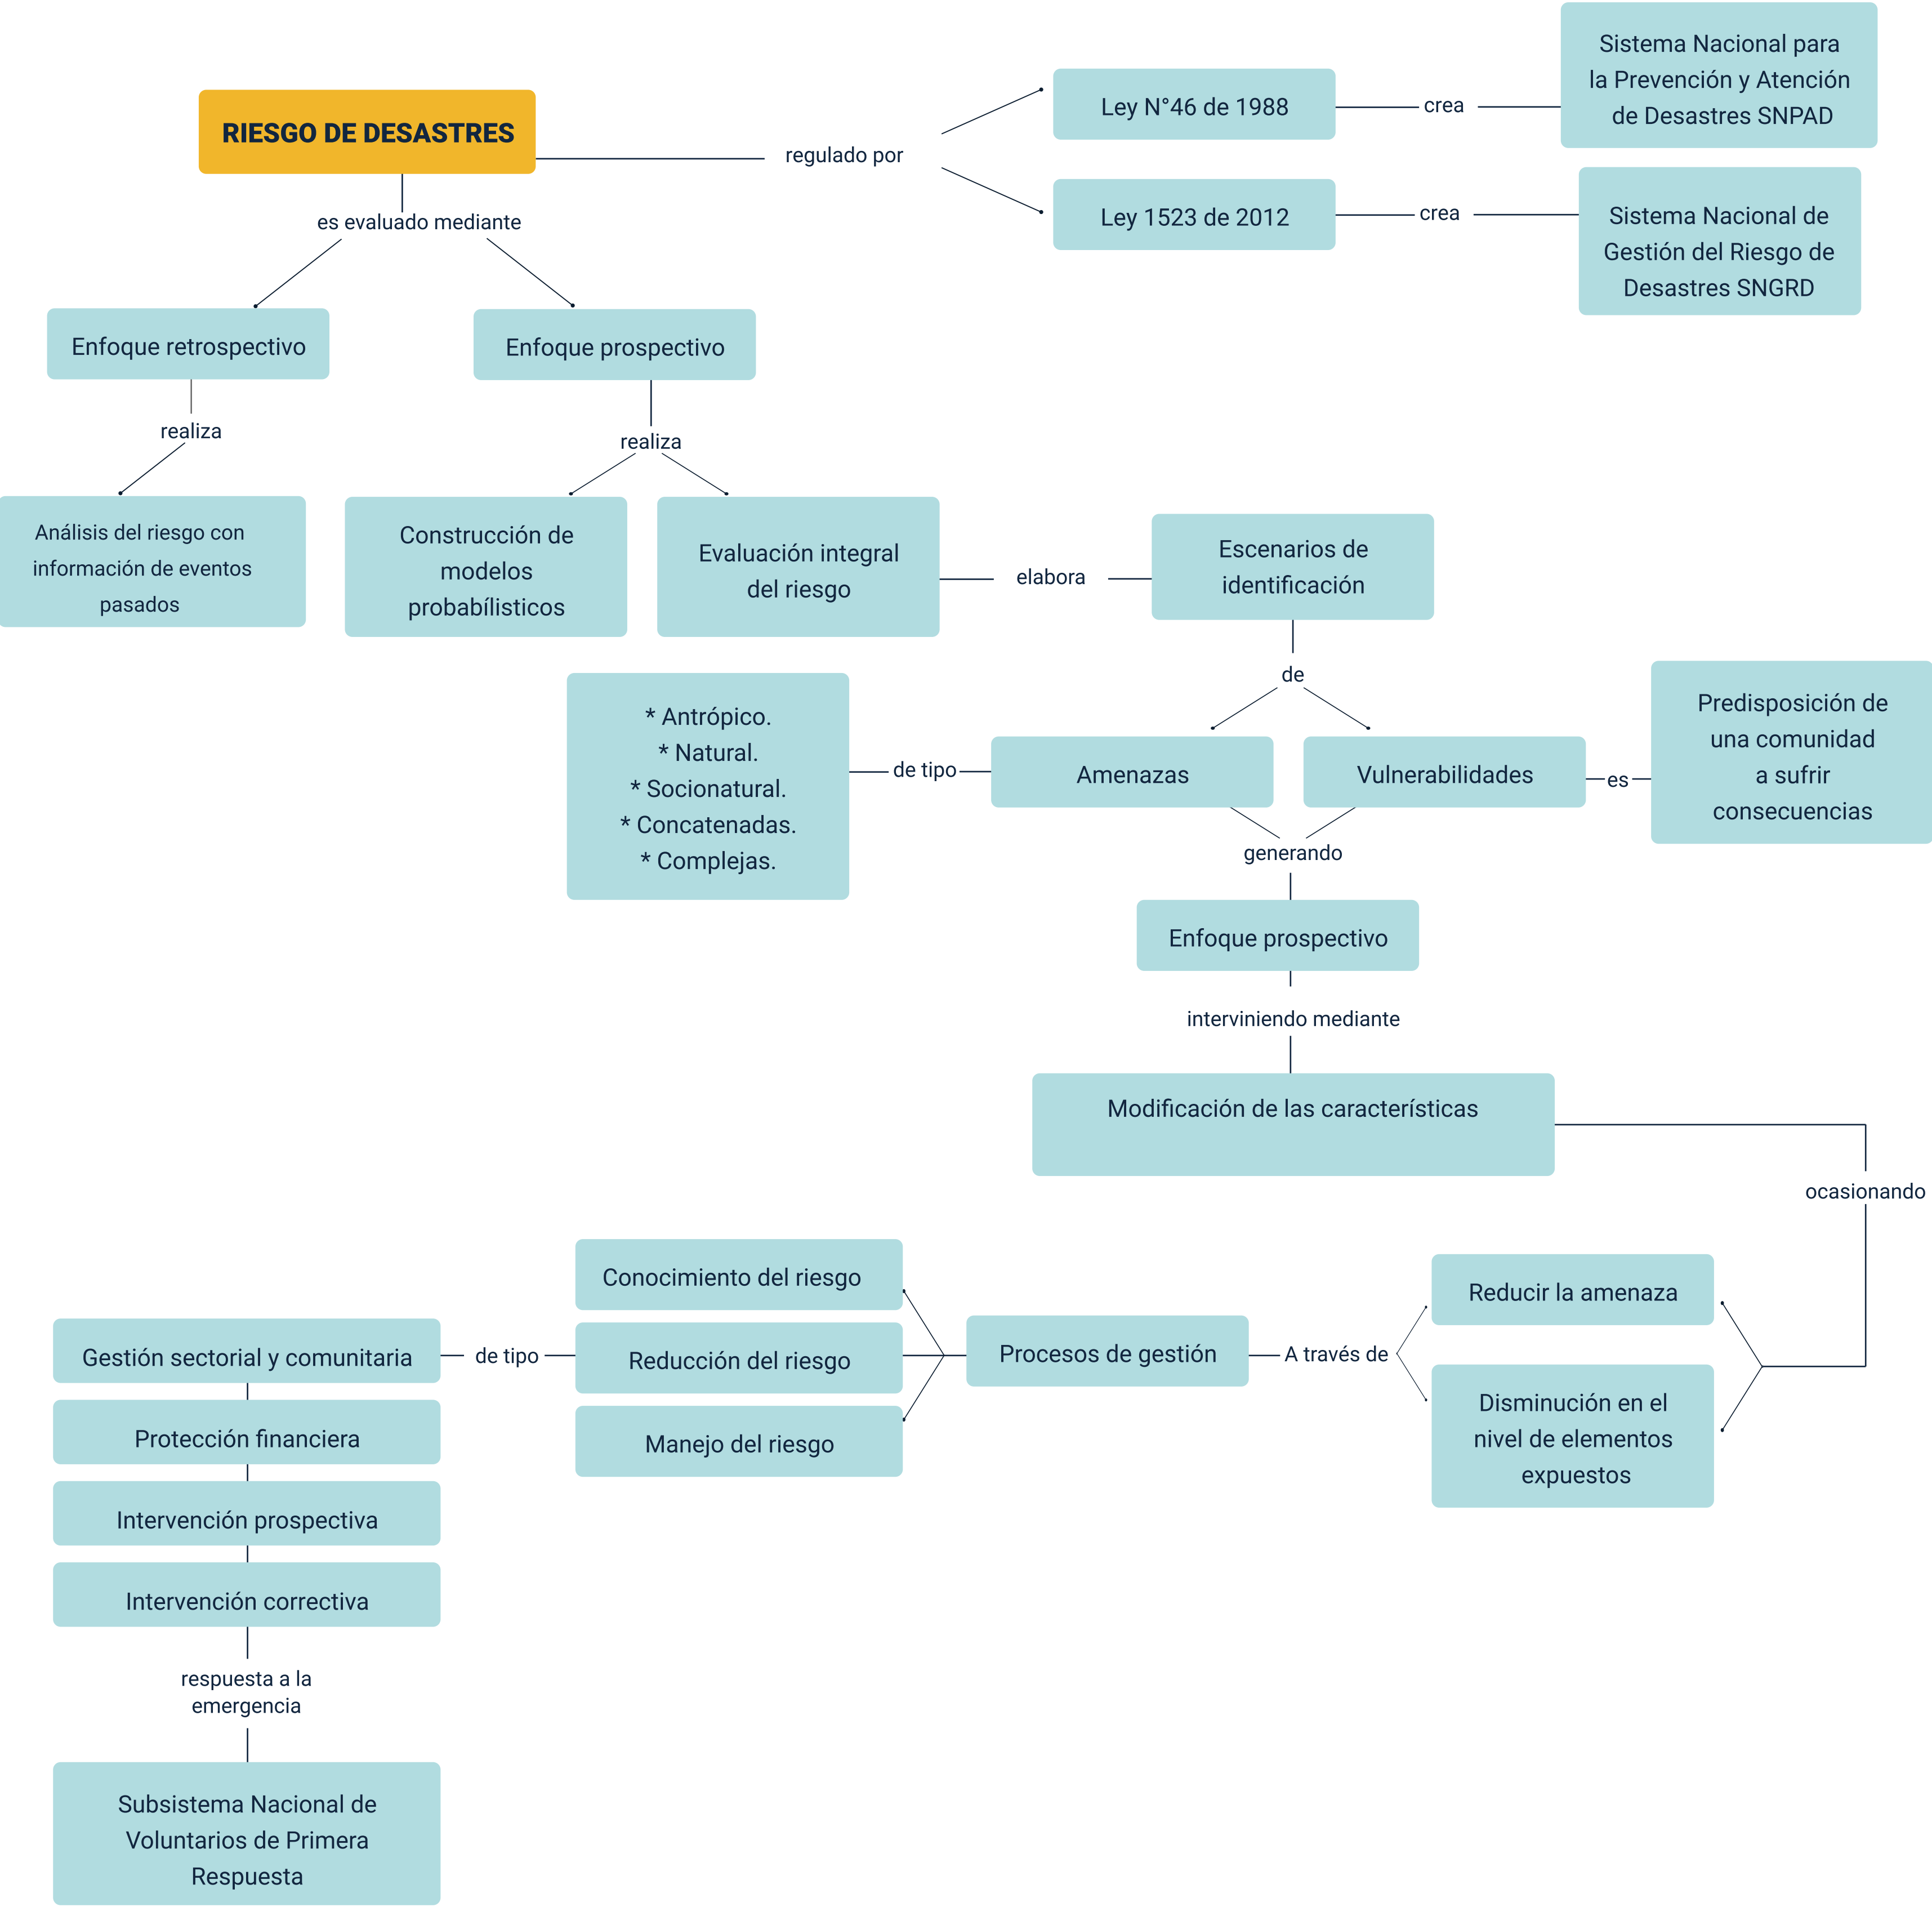 RIESGO DE DESASTRES
regulado por
Ley N°46 de 1988
crea
Sistema Nacional para
la Prevención y Atención
de Desastres SNPAD
Ley 1523 de 2012
crea
Sistema Nacional de
Gestión del Riesgo de
Desastres SNGRD
es evaluado mediante
Enfoque retrospectivo
Enfoque prospectivo
realiza
realiza
Análisis del riesgo con
información de eventos
pasados
Construcción de
modelos
probabílisticos
Evaluación integral
del riesgo
elabora
Escenarios de
identificación
de
* Antrópico.
* Natural.
* Socionatural.
* Concatenadas.
* Complejas.
de tipo
Amenazas
Vulnerabilidades
es
Predisposición de
una comunidad
a sufrir
consecuencias
generando
Enfoque prospectivo
interviniendo mediante
Modificación de las características
ocasionando
Reducir la amenaza
Disminución en el
nivel de elementos
expuestos
A través de
Procesos de gestión
Conocimiento del riesgo
Reducción del riesgo
Manejo del riesgo
de tipo
Gestión sectorial y comunitaria
Protección financiera
Intervención prospectiva
Intervención correctiva
respuesta a la
emergencia
Subsistema Nacional de
Voluntarios de Primera
Respuesta